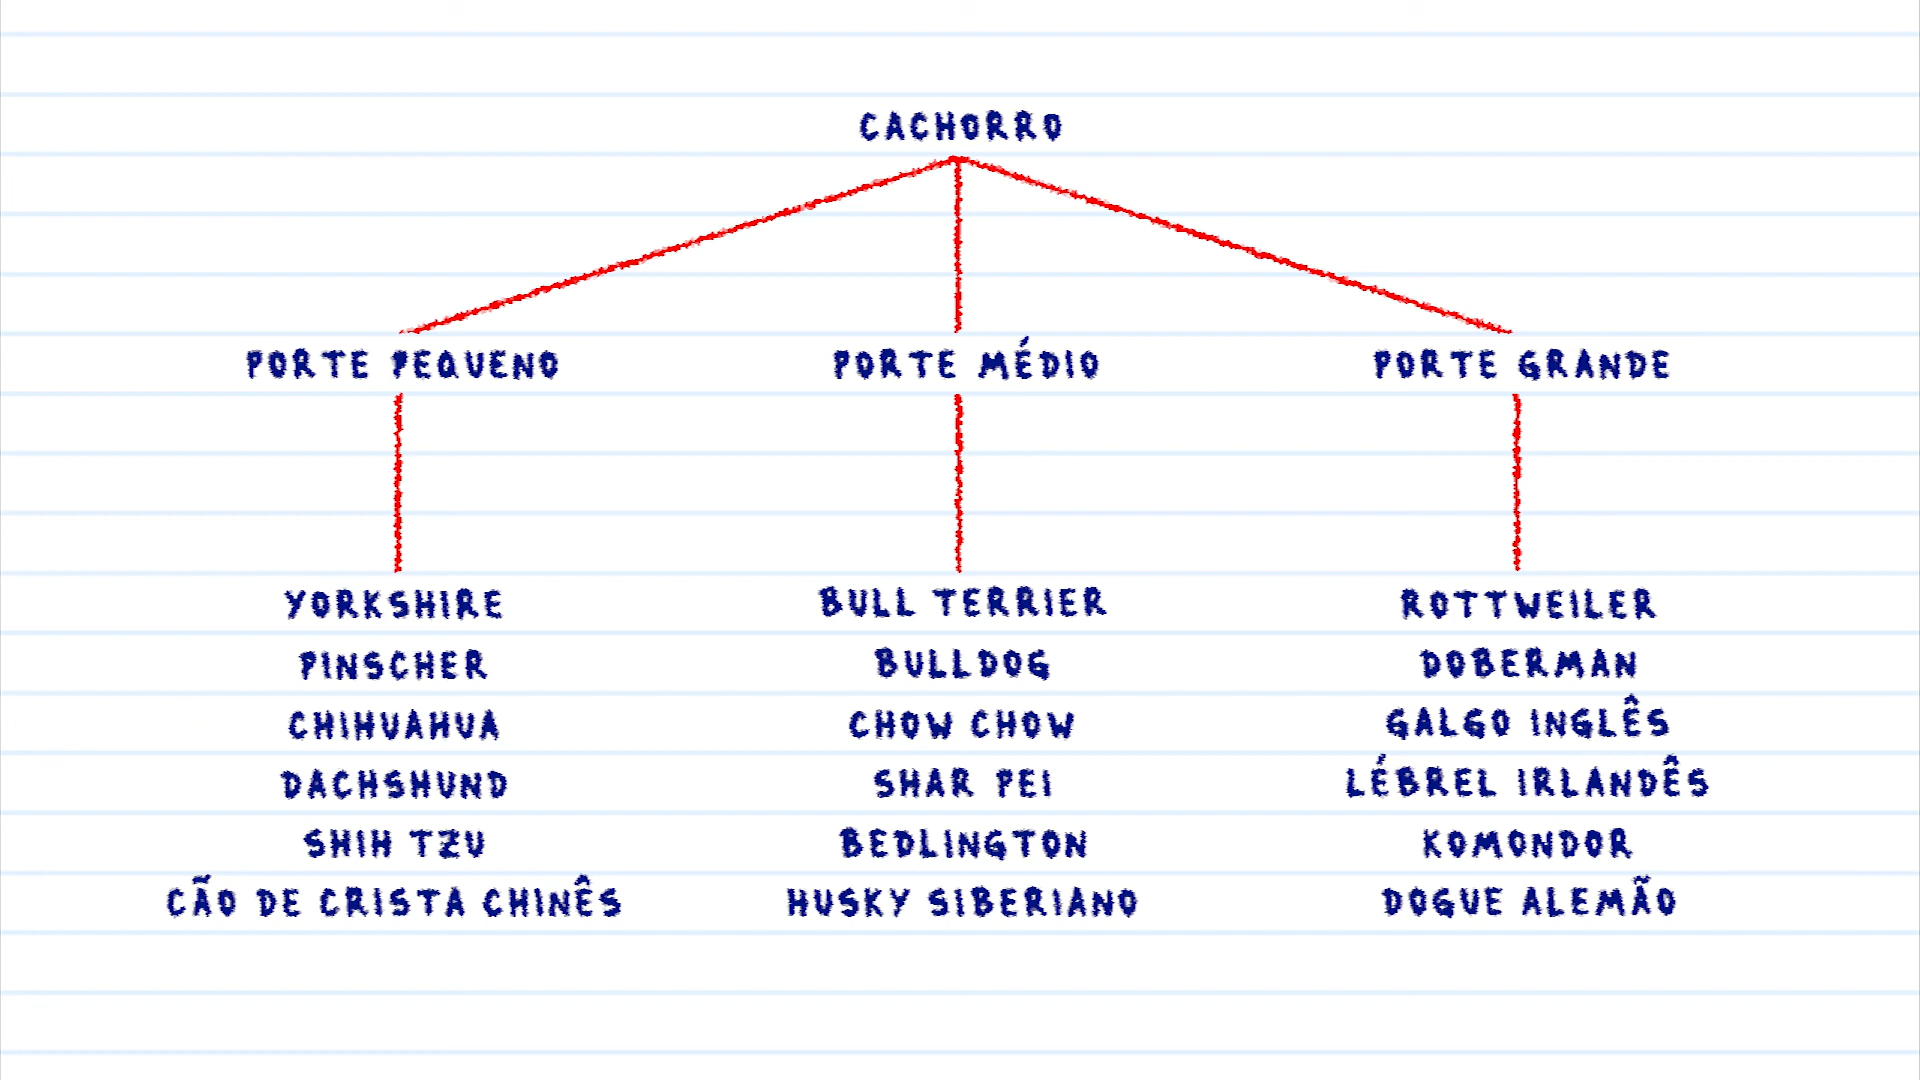 CACHORRO
PORTE PEQUENO
PORTE MÉDIO
PORTE GRANDE
YORKSHIRE
PINSCHER
CHIHUAHUA
DACHSHUND
SHIH TZU
CÃO DE CRISTA CHINÊS
BULL TERRIER
BULLDOG
CHOW CHOW
SHAR PEI
BEDLINGTON
HUSKY SIBERIANO
ROTTWEILER
DOBERMAN
GALGO INGLÊS
LÉBREL IRLANDÊS
KOMONDOR
DOGUE ALEMÃO